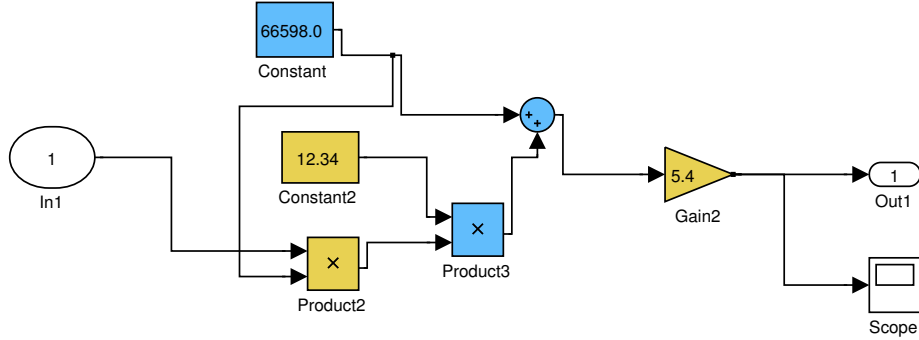 66598.0
Constant
1
In1
12.34
Constant2
×
Product2
×
Product3
+
+
5.4
Gain2
1
Out1
Scope